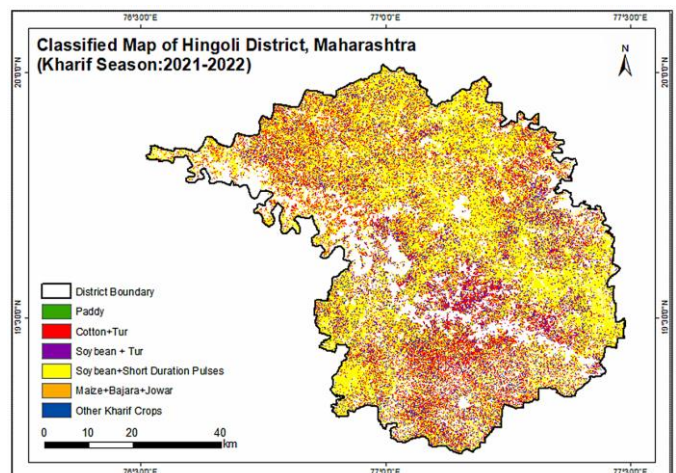 76°30'0"E 77°0'0"E 77°30'0"E
Classified Map of Hingoli District, Maharashtra
(Kharif Season:2021-2022)
N
20°0'0"N
20°0'0"N
District Boundary
Paddy
Cotton+Tur
Soybean + Tur
Soybean+Short Duration Pulses
Maize+Bajara+Jowar
Other Kharif Crops
19°30'0"N
19°30'0"N
0 10 20 40
km
76°30'0"E 77°0'0"E 77°30'0"E